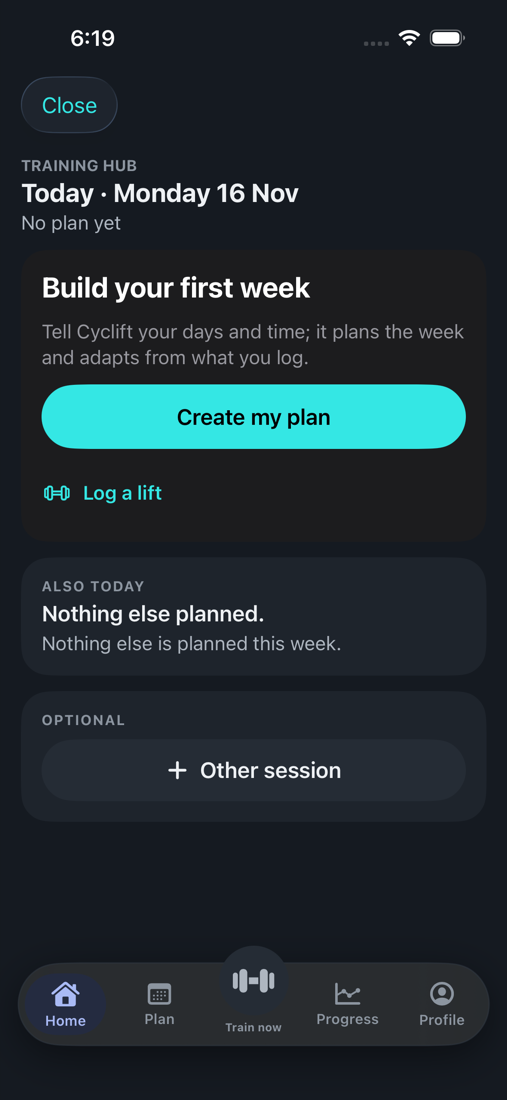 6:19
Close
TRAINING HUB
Today · Monday 16 Nov
No plan yet
Build your first week
Tell Cyclift your days and time; it plans the week
and adapts from what you log.
Create my plan
Log a lift
ALSO TODAY
Nothing else planned.
Nothing else is planned this week.
OPTIONAL
+ Other session
Home
Plan
Train now
Progress
Profile